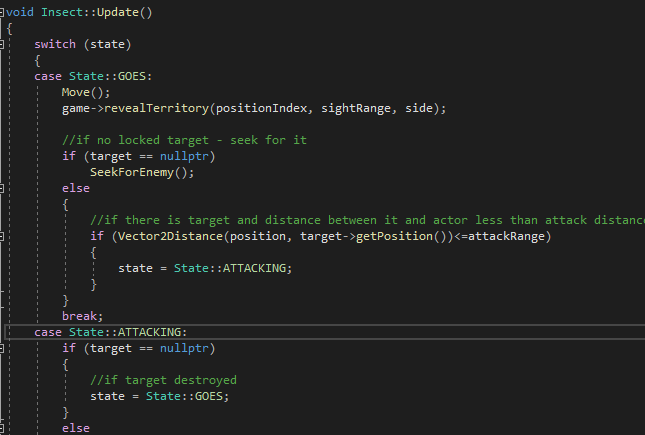 void Insect::Update()
{
switch (state)
{
case State::GOES:
Move();
game->revealTerritory(positionIndex, sightRange, side);
//if no locked target - seek for it
if (target == nullptr)
SeekForEnemy();
else
{
//if there is target and distance between it and actor less than attack distance
if (Vector2Distance(position, target->getPosition())<=attackRange)
{
state = State::ATTACKING;
}
}
break;
case State::ATTACKING:
if (target == nullptr)
{
//if target destroyed
state = State::GOES;
}
else